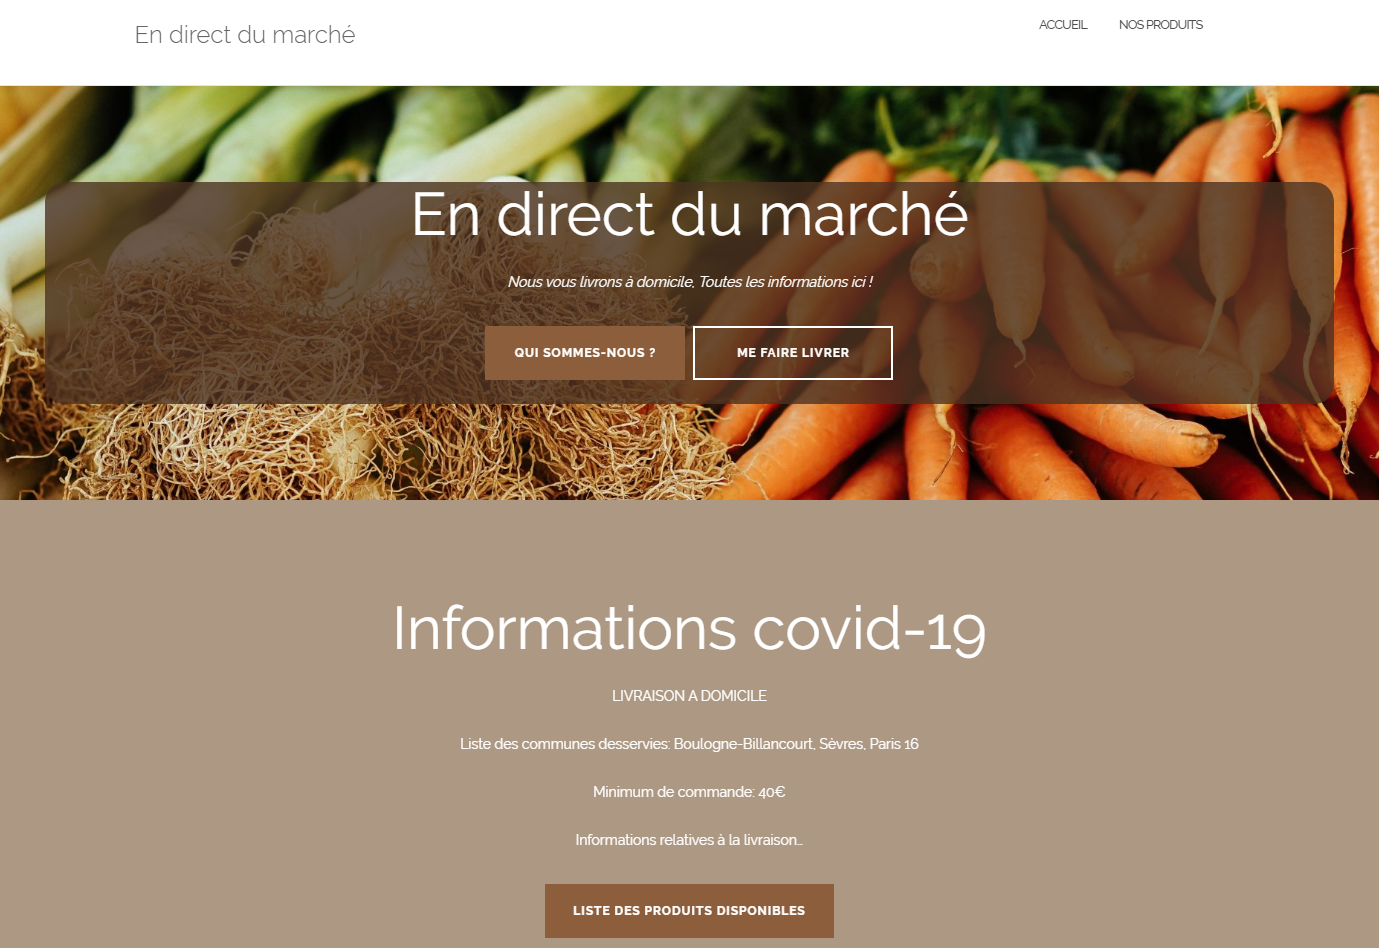 En direct du marché
ACCUEIL NOS PRODUITS
En direct du marché
Nous vous livrons à domicile, Toutes les informations ici !
QUI SOMMES-NOUS ? ME FAIRE LIVRER
Informations covid-19
LIVRAISON A DOMICILE
Liste des communes desservies: Boulogne-Billancourt, Sèvres, Paris 16
Minimum de commande: 40€
Informations relatives à la livraison...
LISTE DES PRODUITS DISPONIBLES